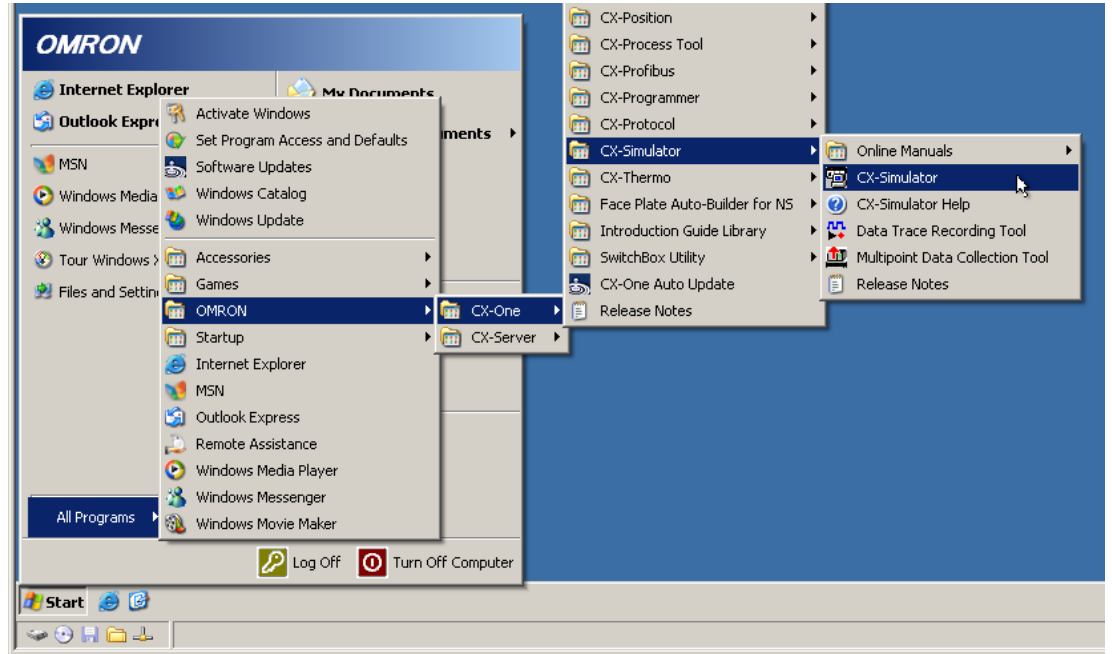 OMRON
Internet Explorer
My Documents
Outlook Expre
uments
MSN
Windows Media
Windows Messe
Tour Windows X
Files and Settin
All Programs
Log Off
Turn Off Computer
Activate Windows
Set Program Access and Defaults
Software Updates
Windows Catalog
Windows Update
Accessories
Games
OMRON
Startup
Internet Explorer
MSN
Outlook Express
Remote Assistance
Windows Media Player
Windows Messenger
Windows Movie Maker
CX-One
CX-Server
CX-Position
CX-Process Tool
CX-Profibus
CX-Programmer
CX-Protocol
CX-Simulator
CX-Thermo
Face Plate Auto-Builder for NS
Introduction Guide Library
SwitchBox Utility
CX-One Auto Update
Release Notes
Online Manuals
CX-Simulator
CX-Simulator Help
Data Trace Recording Tool
Multipoint Data Collection Tool
Release Notes
Start